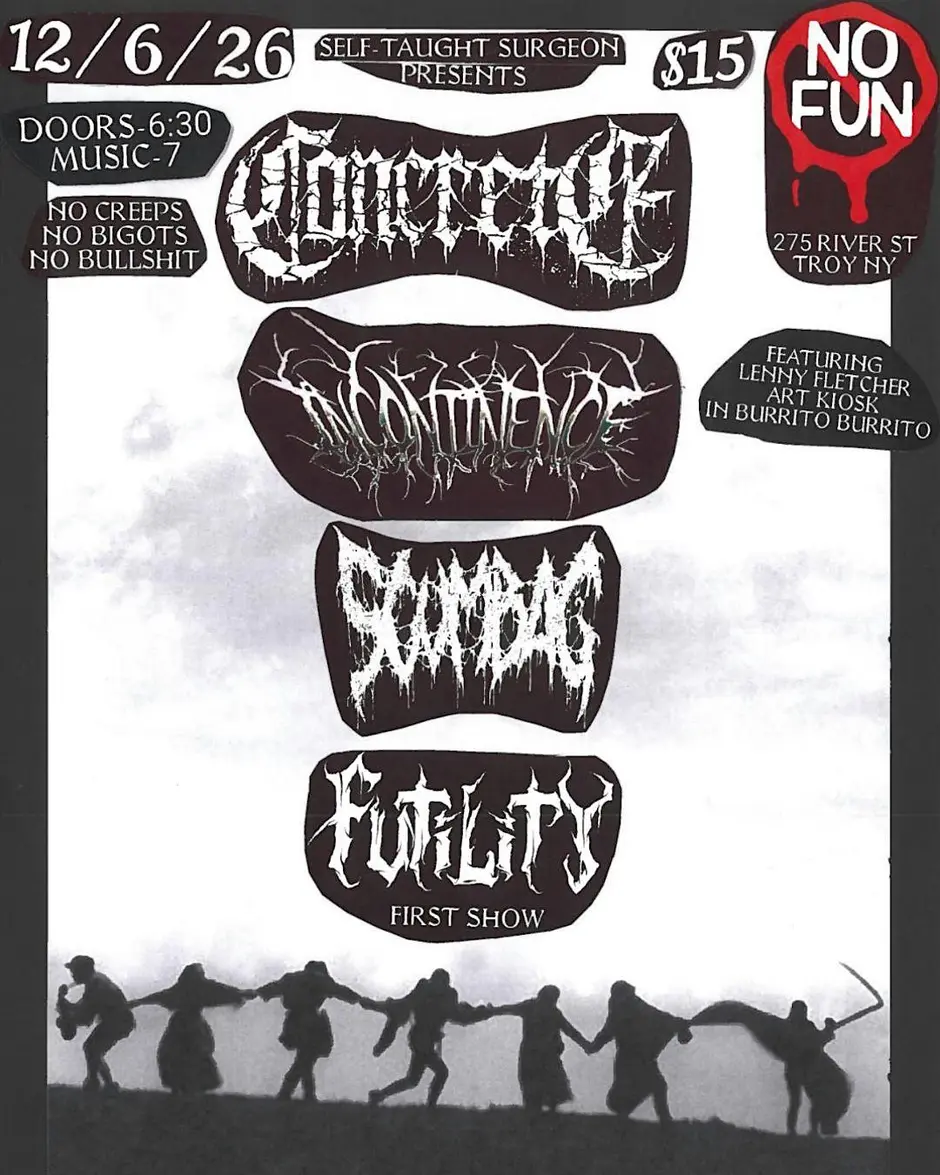 12/6/26
SELF-TAUGHT SURGEON
PRESENTS
$15
NO
FUN
275 RIVER ST
TROY NY
DOORS-6:30
MUSIC-7
NO CREEPS
NO BIGOTS
NO BULLSHIT
CONCRETE
INCONTINENCE
FEATURING
LENNY FLETCHER
ART KIOSK
IN BURRITO BURRITO
SCUMBAG
FUTiLiTY
FIRST SHOW